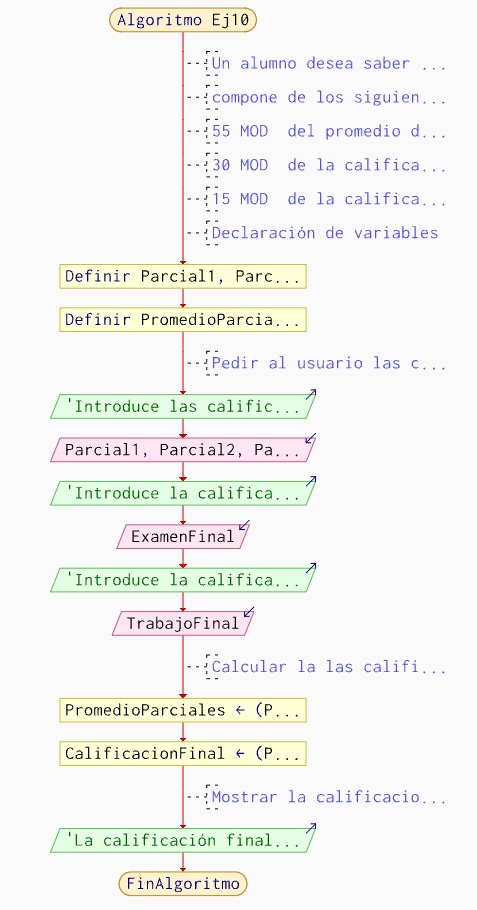 Algoritmo Ej10
Un alumno desea saber ...
compone de los siguien...
55 MOD  del promedio d...
30 MOD  de la califica...
15 MOD  de la califica...
Declaración de variables
Definir Parcial1, Parc...
Definir PromedioParcia...
Pedir al usuario las c...
'Introduce las calific...
Parcial1, Parcial2, Pa...
'Introduce la califica...
ExamenFinal
'Introduce la califica...
TrabajoFinal
Calcular la las califi...
PromedioParciales ← (P...
CalificacionFinal ← (P...
Mostrar la calificacio...
'La calificación final...
FinAlgoritmo